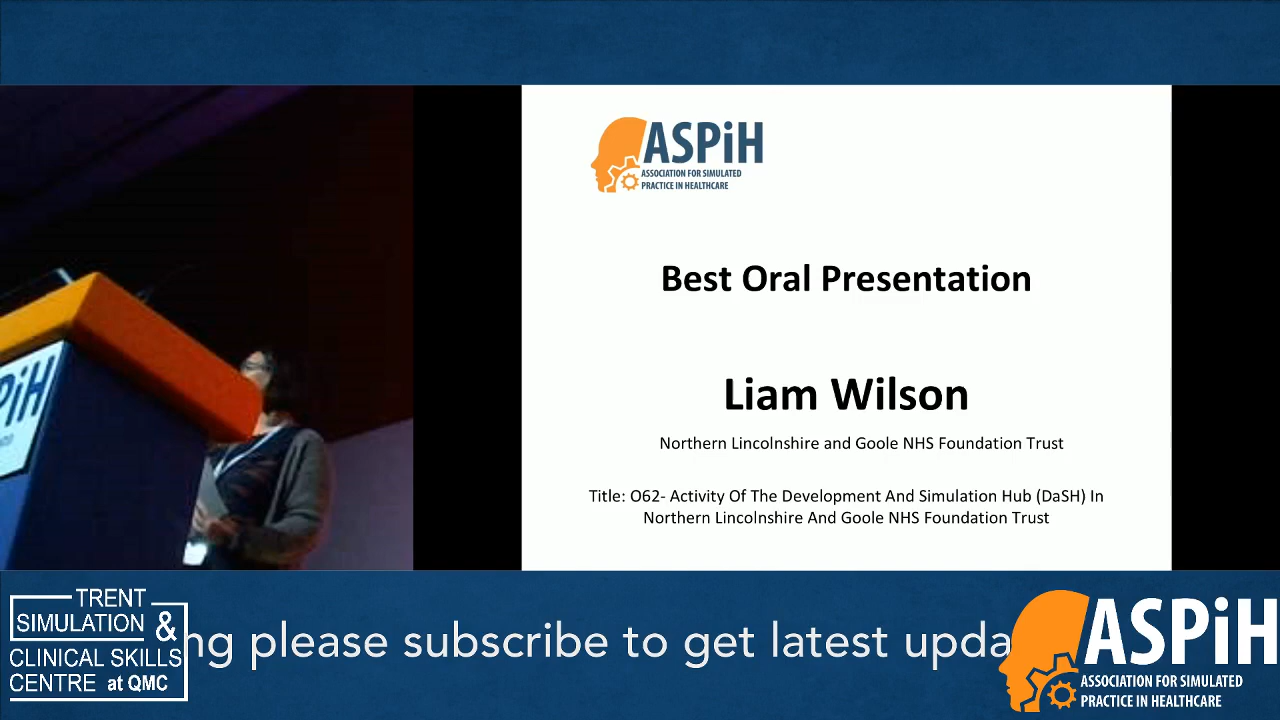 ASPiH
ASSOCIATION FOR SIMULATED
PRACTICE IN HEALTHCARE
Best Oral Presentation
Liam Wilson
Northern Lincolnshire and Goole NHS Foundation Trust
Title: O62- Activity Of The Development And Simulation Hub (DaSH) In
Northern Lincolnshire And Goole NHS Foundation Trust
PiH
TRENT
SIMULATION &
CLINICAL SKILLS
CENTRE at QMC
ng please subscribe to get latest upda
ASPiH
ASSOCIATION FOR SIMULATED
PRACTICE IN HEALTHCARE